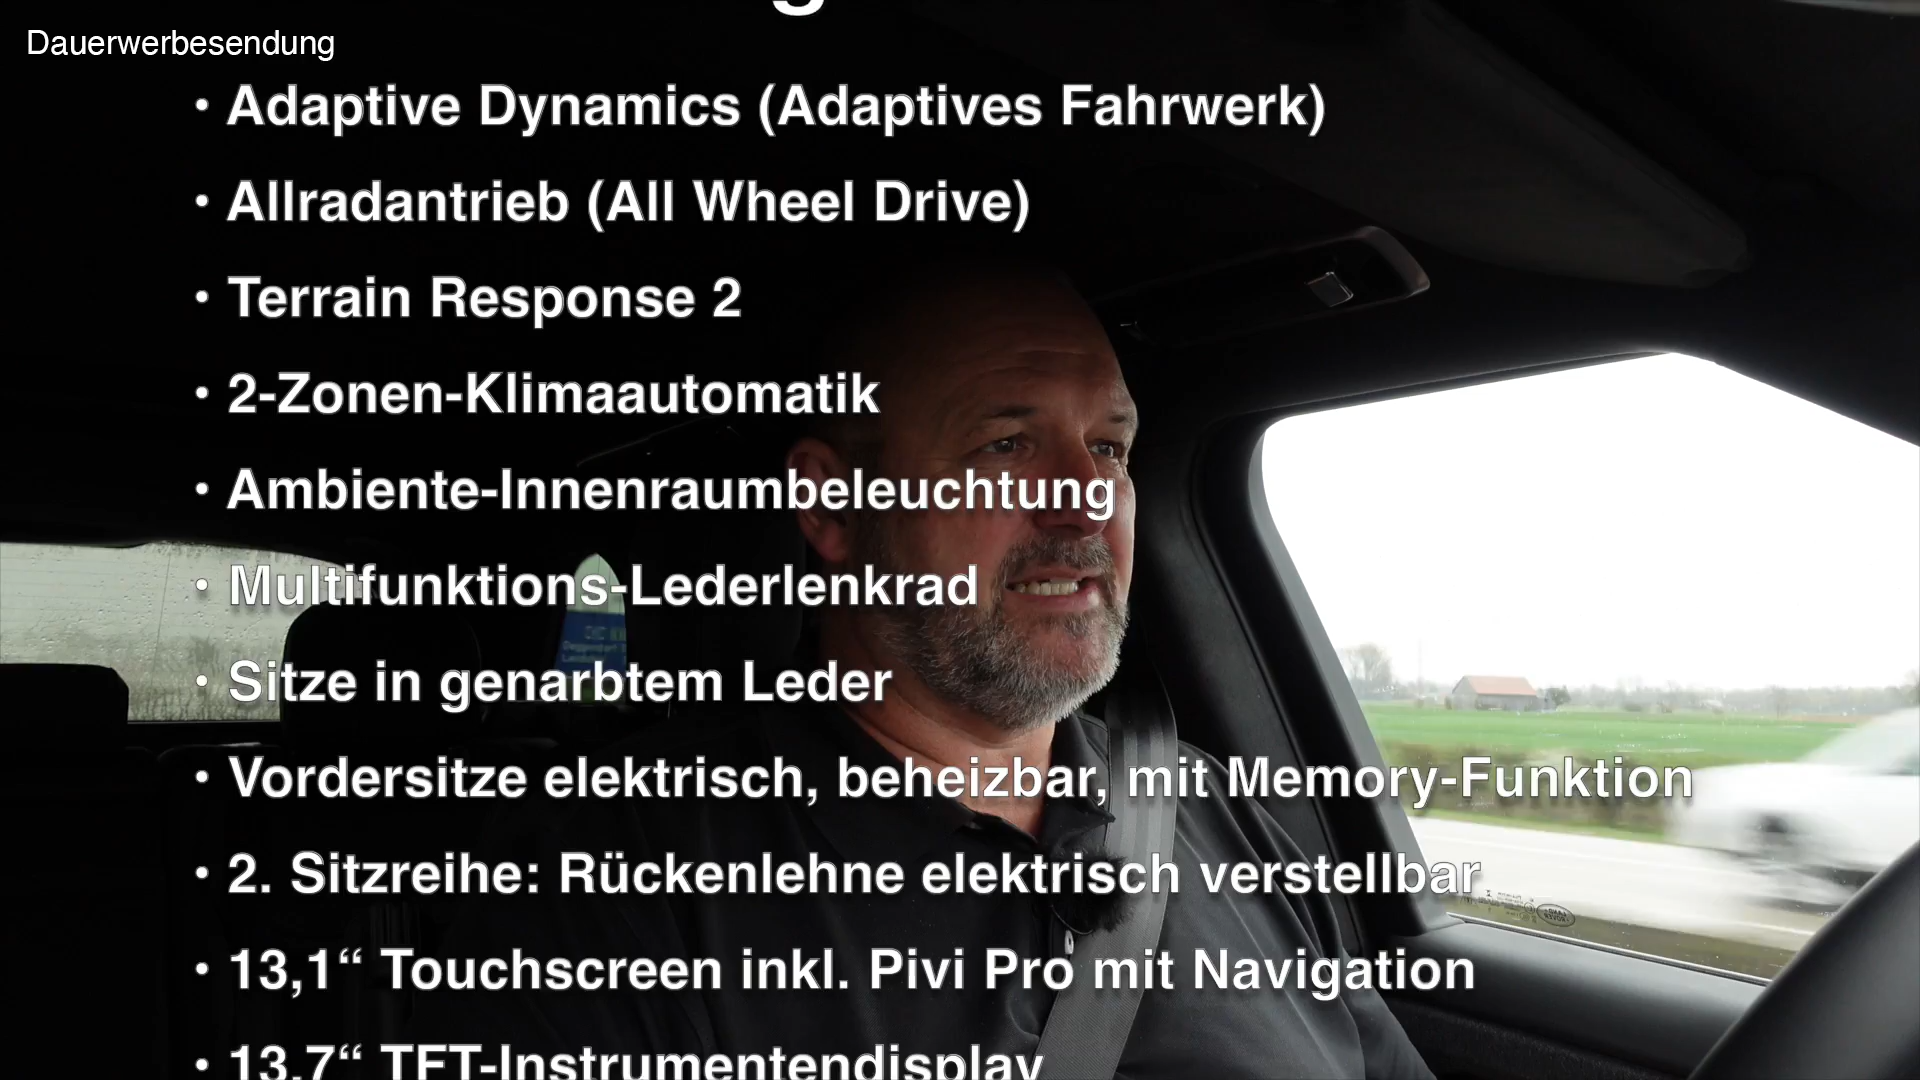 Dauerwerbesendung
• Adaptive Dynamics (Adaptives Fahrwerk)
• Allradantrieb (All Wheel Drive)
• Terrain Response 2
• 2-Zonen-Klimaautomatik
• Ambiente-Innenraumbeleuchtung
• Multifunktions-Lederlenkrad
• Sitze in genarbtem Leder
• Vordersitze elektrisch, beheizbar, mit Memory-Funktion
• 2. Sitzreihe: Rückenlehne elektrisch verstellbar
• 13,1“ Touchscreen inkl. Pivi Pro mit Navigation
• 13,7“ TFT-Instrumentendisplay